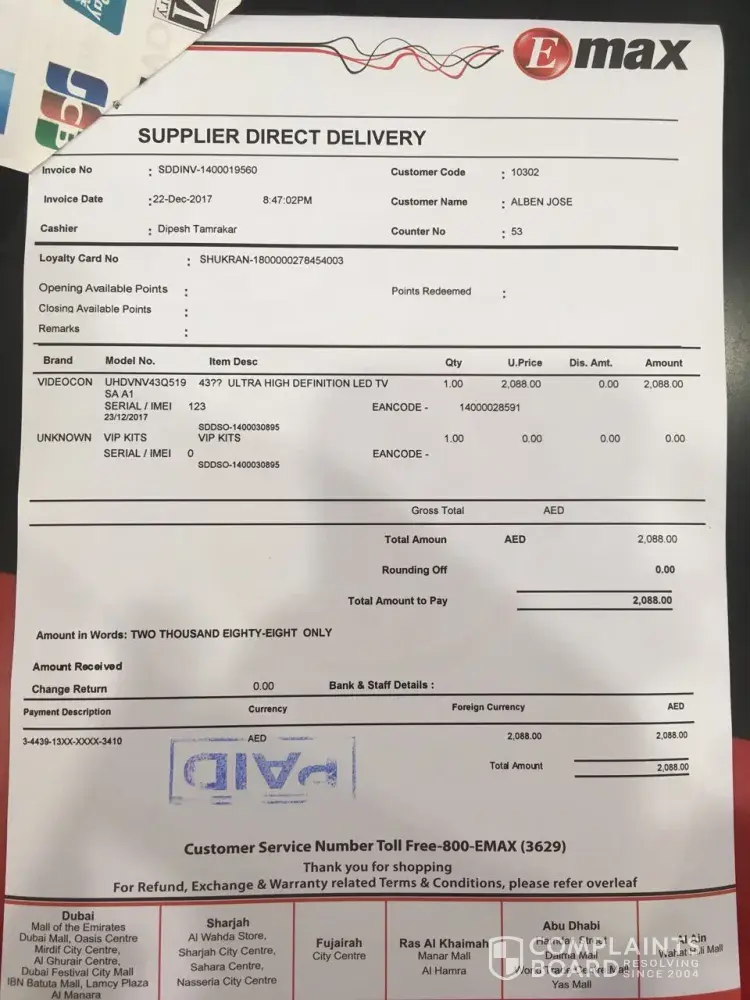 Pay
JCB
Emax
SUPPLIER DIRECT DELIVERY
Invoice No : SDDINV-1400019560 Customer Code : 10302
Invoice Date :22-Dec-2017 8:47:02PM Customer Name : ALBEN JOSE
Cashier : Dipesh Tamrakar Counter No : 53
Loyalty Card No : SHUKRAN-1800000278454003
Opening Available Points : Points Redeemed :
Closing Available Points :
Remarks :
Brand Model No. Item Desc Qty U.Price Dis. Amt. Amount
VIDEOCON UHDVNV43Q519 43?? ULTRA HIGH DEFINITION LED TV 1.00 2,088.00 0.00 2,088.00
SA A1
SERIAL / IMEI 123 EANCODE - 14000028591
23/12/2017
SDDSO-1400030895
UNKNOWN VIP KITS VIP KITS 1.00 0.00 0.00 0.00
SERIAL / IMEI 0 EANCODE -
SDDSO-1400030895
Gross Total AED
Total Amoun AED 2,088.00
Rounding Off 0.00
Total Amount to Pay 2,088.00
Amount in Words: TWO THOUSAND EIGHTY-EIGHT ONLY
Amount Received
Change Return 0.00 Bank & Staff Details :
Payment Description Currency Foreign Currency AED
3-4439-13XX-XXXX-3410 AED 2,088.00 2,088.00
PAID
Total Amount 2,088.00
Customer Service Number Toll Free-800-EMAX (3629)
Thank you for shopping
For Refund, Exchange & Warranty related Terms & Conditions, please refer overleaf
Dubai
Mall of the Emirates
Dubai Mall, Oasis Centre
Mirdif City Centre,
Al Ghurair Centre,
Dubai Festival City Mall
IBN Batuta Mall, Lamcy Plaza
Al Manara
Sharjah
Al Wahda Store,
Sharjah City Centre,
Sahara Centre,
Nasseria City Centre
Fujairah
City Centre
Ras Al Khaimah
Manar Mall
Al Hamra
Abu Dhabi
Hamdan Street
Dalma Mall
World Trade Centre Mall
Yas Mall
Al Ain
Mall
COMPLAINTS
BOARD RESOLVING
SINCE 2004